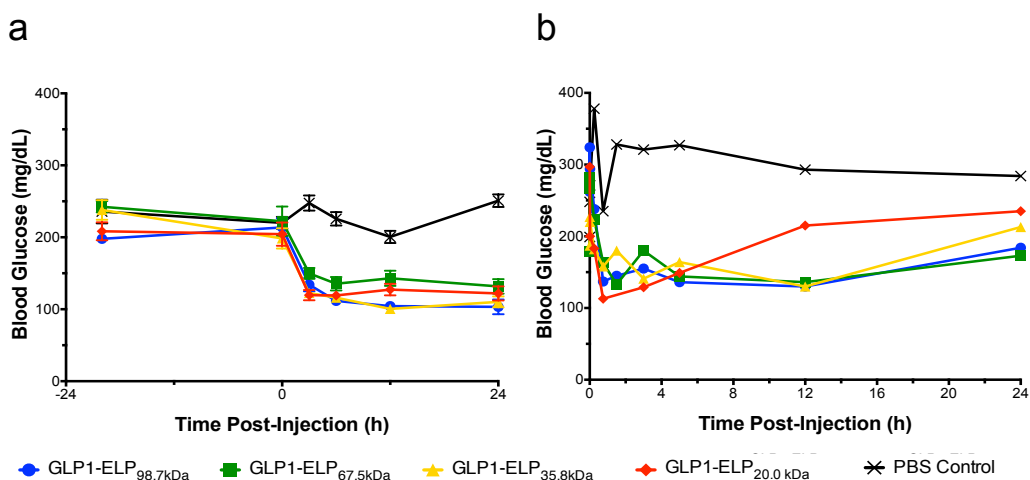 a
b
400
300
200
100
0
-24
0
24
Blood Glucose (mg/dL)
Time Post-Injection (h)
400
300
200
100
0
0
4
8
12
16
20
24
Blood Glucose (mg/dL)
Time Post-Injection (h)
GLP1-ELP98.7kDa
GLP1-ELP67.5kDa
GLP1-ELP35.8kDa
GLP1-ELP20.0 kDa
PBS Control